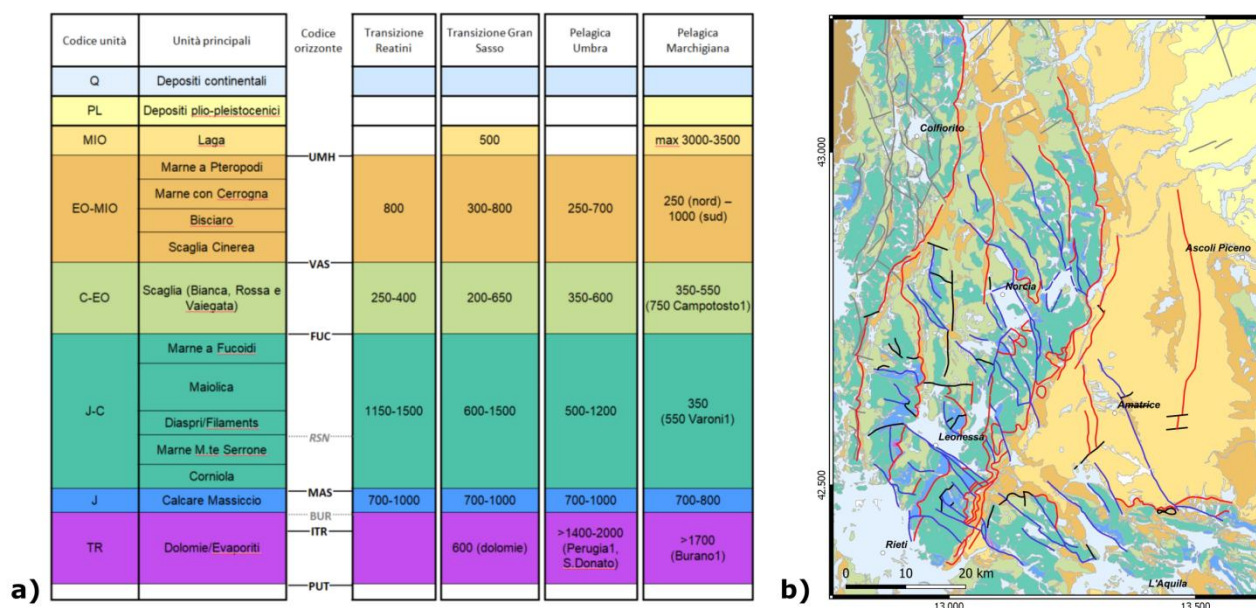 Codice unità
Unità principali
Codice
orizzonte
Transizione
Reatini
Transizione Gran
Sasso
Pelagica
Umbra
Pelagica
Marchigiana
Q
Depositi continentali
PL
Depositi plio-pleistocenici
MIO
Laga
500
max 3000-3500
UMH
EO-MIO
Marne a Pteropodi
Marne con Cerrogna
Bisciaro
Scaglia Cinerea
800
300-800
250-700
250 (nord) –
1000 (sud)
VAS
C-EO
Scaglia (Bianca, Rossa e
Vaiegata)
250-400
200-650
350-600
350-550
(750 Campotosto1)
FUC
J-C
Marne a Fucoidi
Maiolica
Diaspri/Filaments
Marne M.te Serrone
Corniola
RSN
1150-1500
600-1500
500-1200
350
(550 Varoni1)
MAS
J
Calcare Massiccio
700-1000
700-1000
700-1000
700-800
BUR
ITR
TR
Dolomie/Evaporiti
600 (dolomie)
>1400-2000
(Perugia1,
S.Donato)
>1700
(Burano1)
PUT
a)
b)
Colfiorito
Norcia
Ascoli Piceno
Amatrice
Leonessa
Rieti
L'Aquila
0 10 20 km
43.000
42.500
13.000
13.500